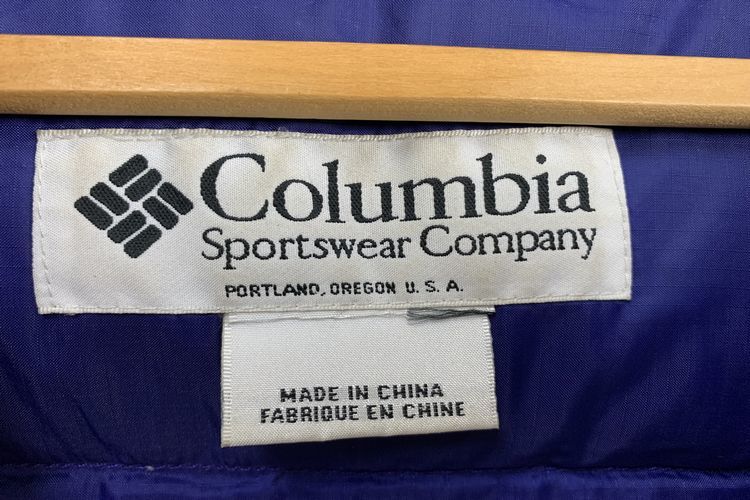 Columbia
Sportswear Company
PORTLAND, OREGON U. S. A.
MADE IN CHINA
FABRIQUE EN CHINE